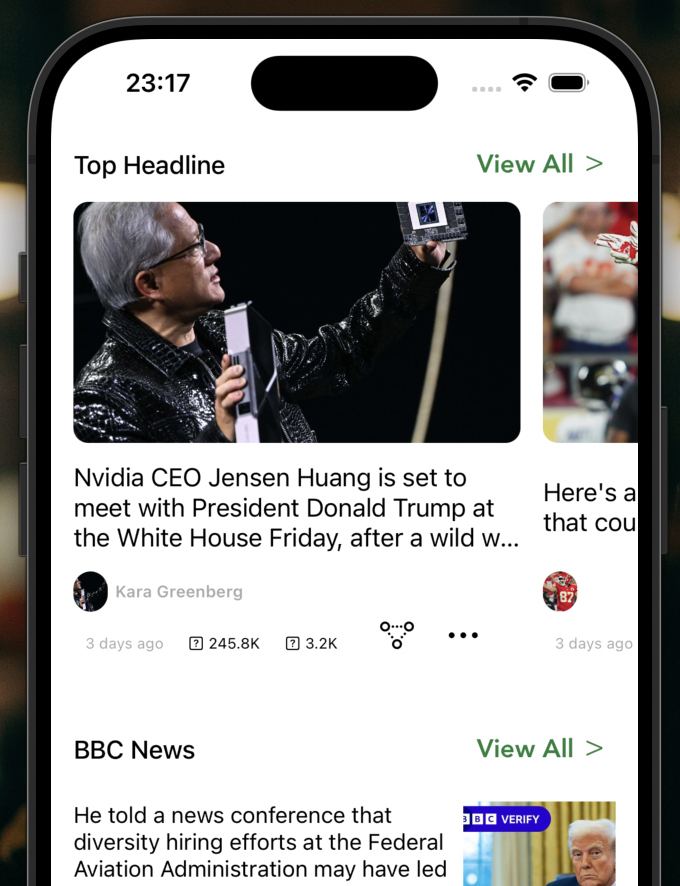 23:17
Top Headline
View All >
Nvidia CEO Jensen Huang is set to
meet with President Donald Trump at
the White House Friday, after a wild w...
Here's a
that cou
Kara Greenberg
87
3 days ago
? 245.8K
? 3.2K
3 days ago
BBC News
View All >
He told a news conference that
diversity hiring efforts at the Federal
Aviation Administration may have led
BBC VERIFY